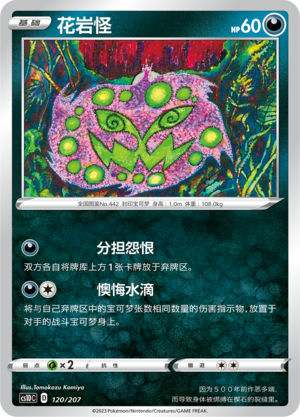 基础 花岩怪 HP60
全国图鉴No.442 封印宝可梦 身高：1.0m 体重：108.0kg
分担怨恨
双方各自将牌库上方1张卡牌放于弃牌区。
懊悔水滴
将与自己弃牌区中的宝可梦张数相同数量的伤害指示物，放置于
对手的战斗宝可梦身上。
弱点 ×2 抗性 撤退
Illus.Tomokazu Komiya
CS1DC D 120/207
因为500年前作恶多端，
而导致身体被绑缚在楔石的裂缝里。
©2023 Pokémon/Nintendo/Creatures/GAME FREAK.